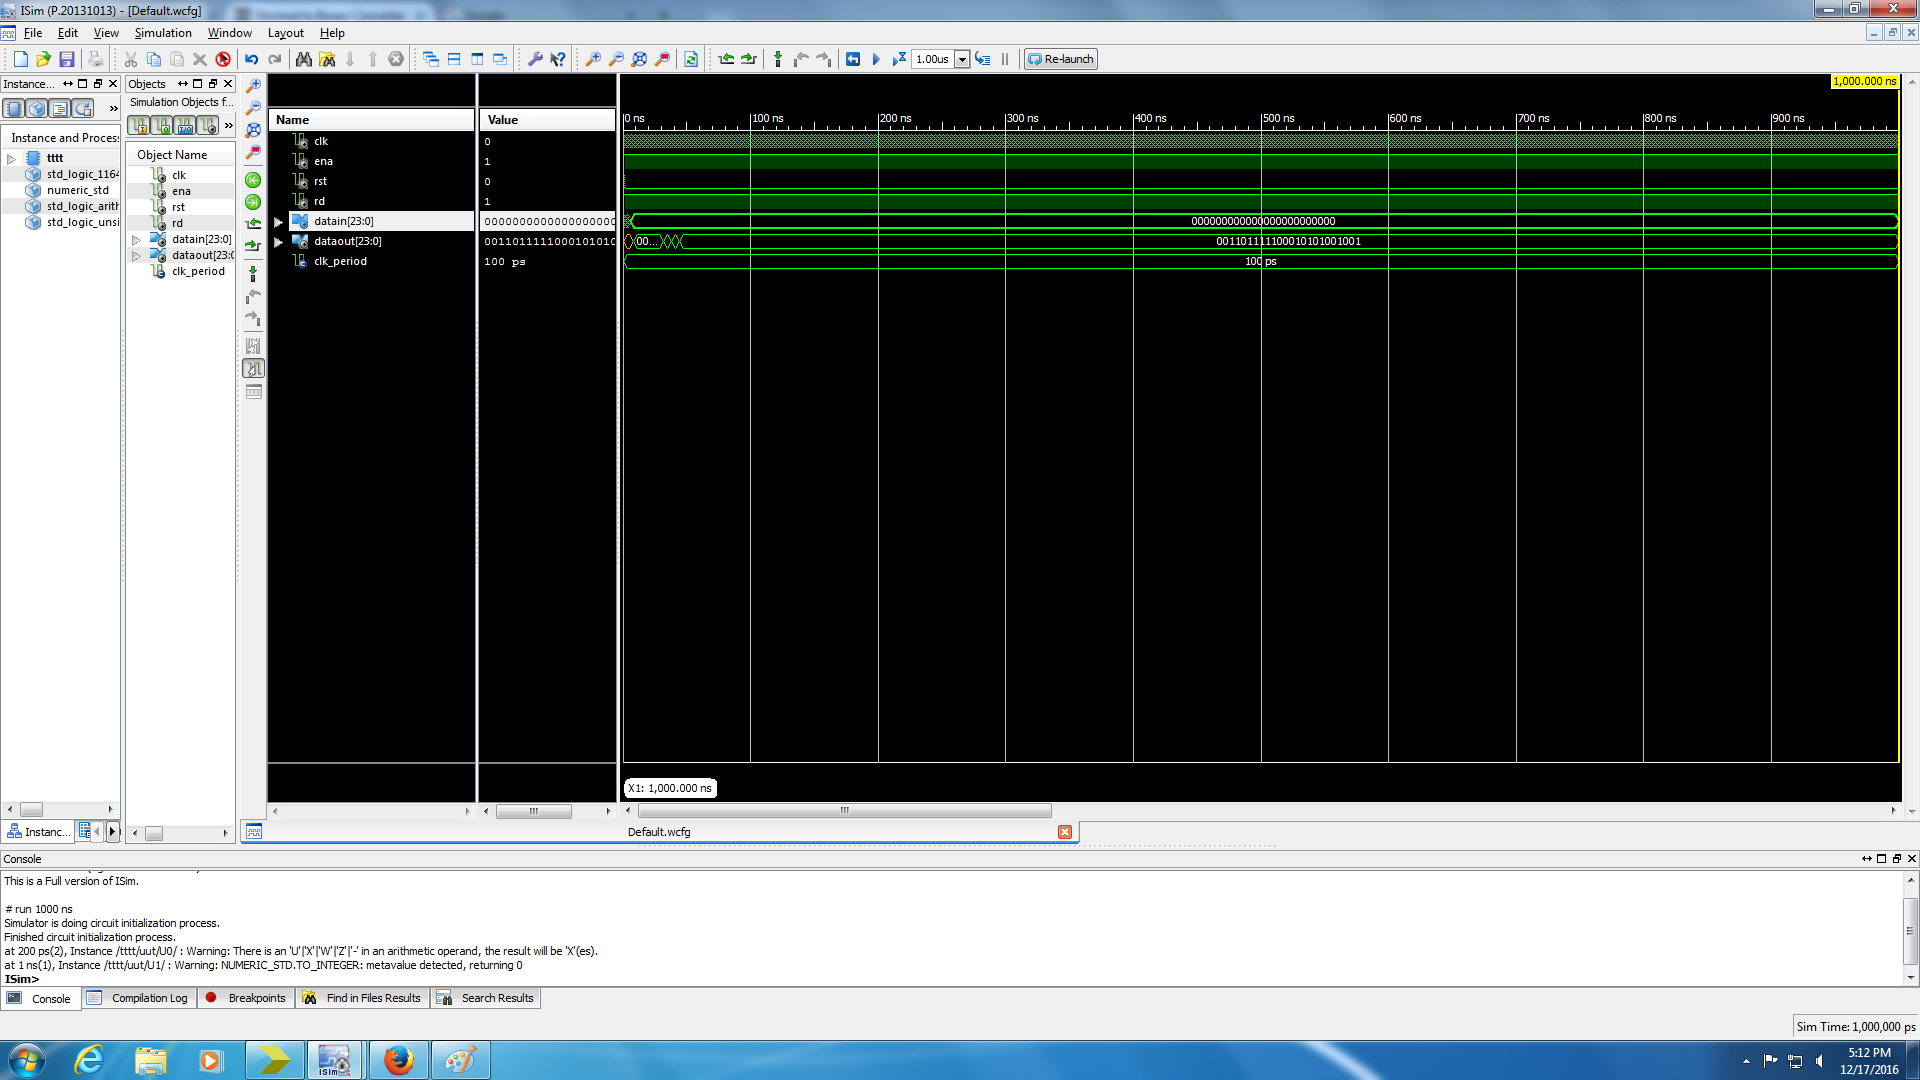 ISim (P.20131013) - [Default.wcfg]
File Edit View Simulation Window Layout Help
1.00us
Re-launch
Instance...
Objects
Simulation Objects f...
Instance and Process
tttt
std_logic_1164
numeric_std
std_logic_arith
std_logic_unsi
Object Name
clk
ena
rst
rd
datain[23:0]
dataout[23:0
clk_period
Name Value
clk 0
ena 1
rst 0
rd 1
datain[23:0] 0000000000000000000
dataout[23:0] 0011011111000101010
clk_period 100 ps
1,000.000 ns
0 ns 100 ns 200 ns 300 ns 400 ns 500 ns 600 ns 700 ns 800 ns 900 ns
000000000000000000000000
00... 001101111100010101001001
100 ps
X1: 1,000.000 ns
Instanc...
Default.wcfg
Console
This is a Full version of ISim.
# run 1000 ns
Simulator is doing circuit initialization process.
Finished circuit initialization process.
at 200 ps(2), Instance /tttt/uut/U0/ : Warning: There is an 'U'|'X'|'W'|'Z'|'-' in an arithmetic operand, the result will be 'X'(es).
at 1 ns(1), Instance /tttt/uut/U1/ : Warning: NUMERIC_STD.TO_INTEGER: metavalue detected, returning 0
ISim>
Console Compilation Log Breakpoints Find in Files Results Search Results
Sim Time: 1,000,000 ps
ISim
5:12 PM
12/17/2016